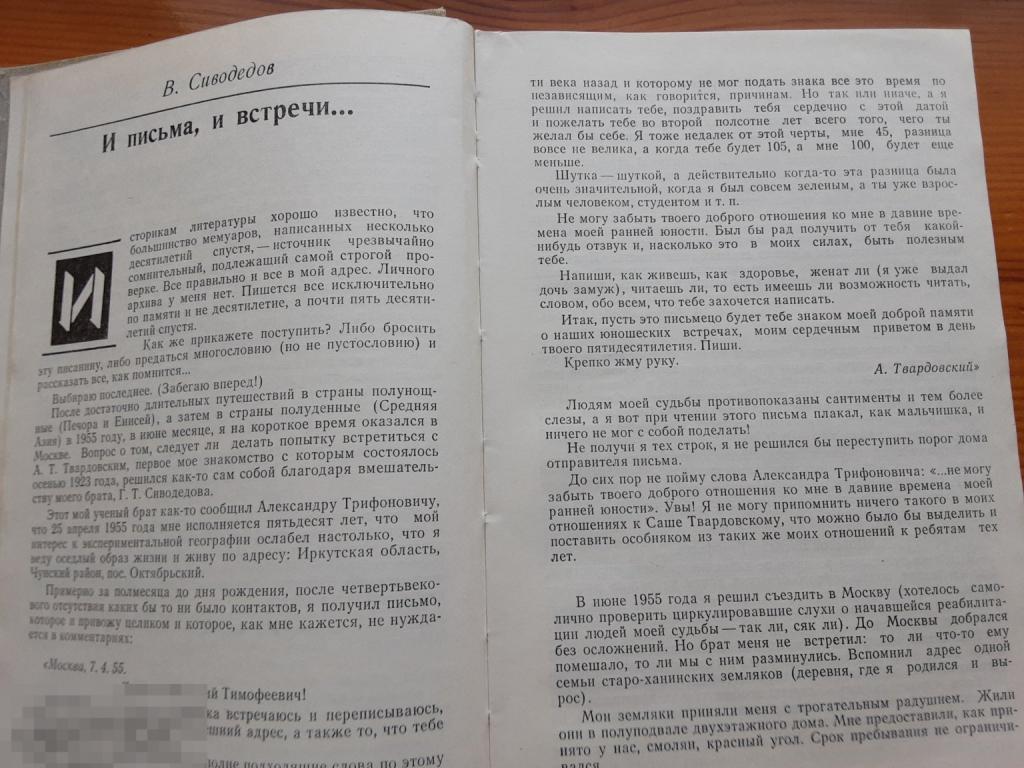 В. Сиводедов
И письма, и встречи...
И
сторикам литературы хорошо известно, что
большинство мемуаров, написанных несколько
десятилетий спустя, — источник чрезвычайно
сомнительный, подлежащий самой строгой про-
верке. Все правильно и все в мой адрес. Личного
архива у меня нет. Пишется все исключительно
по памяти и не десятилетие, а почти пять десяти-
летий спустя.
Как же прикажете поступить? Либо бросить
эту писанину, либо предаться многословию (но не пустословию) и
рассказать все, как помнится...
Выбираю последнее. (Забегаю вперед!)
После достаточно длительных путешествий в страны полунощ-
ные (Печора и Енисей), а затем в страны полуденные (Средняя
Азия) в 1955 году, в июне месяце, я на короткое время оказался в
Москве. Вопрос о том, следует ли делать попытку встретиться с
А. Т. Твардовским, первое мое знакомство с которым состоялось
осенью 1923 года, решился как-то сам собой благодаря вмешатель-
ству моего брата, Г. Т. Сиводедова.
Этот мой ученый брат как-то сообщил Александру Трифоновичу,
что 25 апреля 1955 года мне исполняется пятьдесят лет, что мой
интерес к экспериментальной географии ослабел настолько, что я
веду оседлый образ жизни и живу по адресу: Иркутская область,
Чунский район, пос. Октябрьский.
Примерно за полмесяца до дня рождения, после четвертьвеко-
вого отсутствия каких бы то ни было контактов, я получил письмо,
которое и привожу целиком и которое, как мне кажется, не нужда-
ется в комментариях:
«Москва, 7. 4. 55.
ий Тимофеевич!
ка встречаюсь и переписываюсь,
ший адрес, а также то, что тебе
олне подходящие слова по этому
ти века назад и которому не мог подать знака все это время по
независящим, как говорится, причинам. Но так или иначе, а я
решил написать тебе, поздравить тебя сердечно с этой датой
и пожелать тебе во второй полсотне лет всего того, чего ты
желал бы себе. Я тоже недалек от этой черты, мне 45, разница
вовсе не велика, а когда тебе будет 105, а мне 100, будет еще
меньше.
Шутка — шуткой, а действительно когда-то эта разница была
очень значительной, когда я был совсем зеленым, а ты уже взрос-
лым человеком, студентом и т. п.
Не могу забыть твоего доброго отношения ко мне в давние вре-
мена моей ранней юности. Был бы рад получить от тебя какой-
нибудь отзвук и, насколько это в моих силах, быть полезным
тебе.
Напиши, как живешь, как здоровье, женат ли (я уже выдал
дочь замуж), читаешь ли, то есть имеешь ли возможность читать,
словом, обо всем, что тебе захочется написать.
Итак, пусть это письмецо будет тебе знаком моей доброй памяти
о наших юношеских встречах, моим сердечным приветом в день
твоего пятидесятилетия. Пиши.
Крепко жму руку.
А. Твардовский»
Людям моей судьбы противопоказаны сантименты и тем более
слезы, а я вот при чтении этого письма плакал, как мальчишка, и
ничего не мог с собой поделать!
Не получи я тех строк, я не решился бы переступить порог дома
отправителя письма.
До сих пор не пойму слова Александра Трифоновича: «...не могу
забыть твоего доброго отношения ко мне в давние времена моей
ранней юности». Увы! Я не могу припомнить ничего такого в моих
отношениях к Саше Твардовскому, что можно было бы выделить и
поставить особняком из таких же моих отношений к ребятам тех
лет.
В июне 1955 года я решил съездить в Москву (хотелось само-
лично проверить циркулировавшие слухи о начавшейся реабилита-
ции людей моей судьбы — так ли, сяк ли). До Москвы добрался
без осложнений. Но брат меня не встретил: то ли что-то ему
помешало, то ли мы с ним разминулись. Вспомнил адрес одной
семьи старо-ханинских земляков (деревня, где я родился и вы-
рос).
Мои земляки приняли меня с трогательным радушием. Жили
они в полуподвале двухэтажного дома. Мне предоставили, как при-
нято у нас, смолян, красный угол. Срок пребывания не ограничи-
вался.